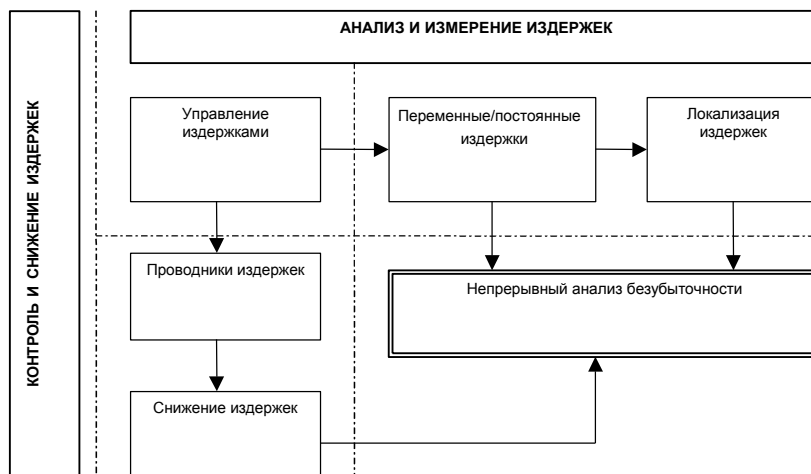 АНАЛИЗ И ИЗМЕРЕНИЕ ИЗДЕРЖЕК
КОНТРОЛЬ И СНИЖЕНИЕ ИЗДЕРЖЕК
Управление
издержками
Переменные/постоянные
издержки
Локализация
издержек
Проводники издержек
Непрерывный анализ безубыточности
Снижение издержек